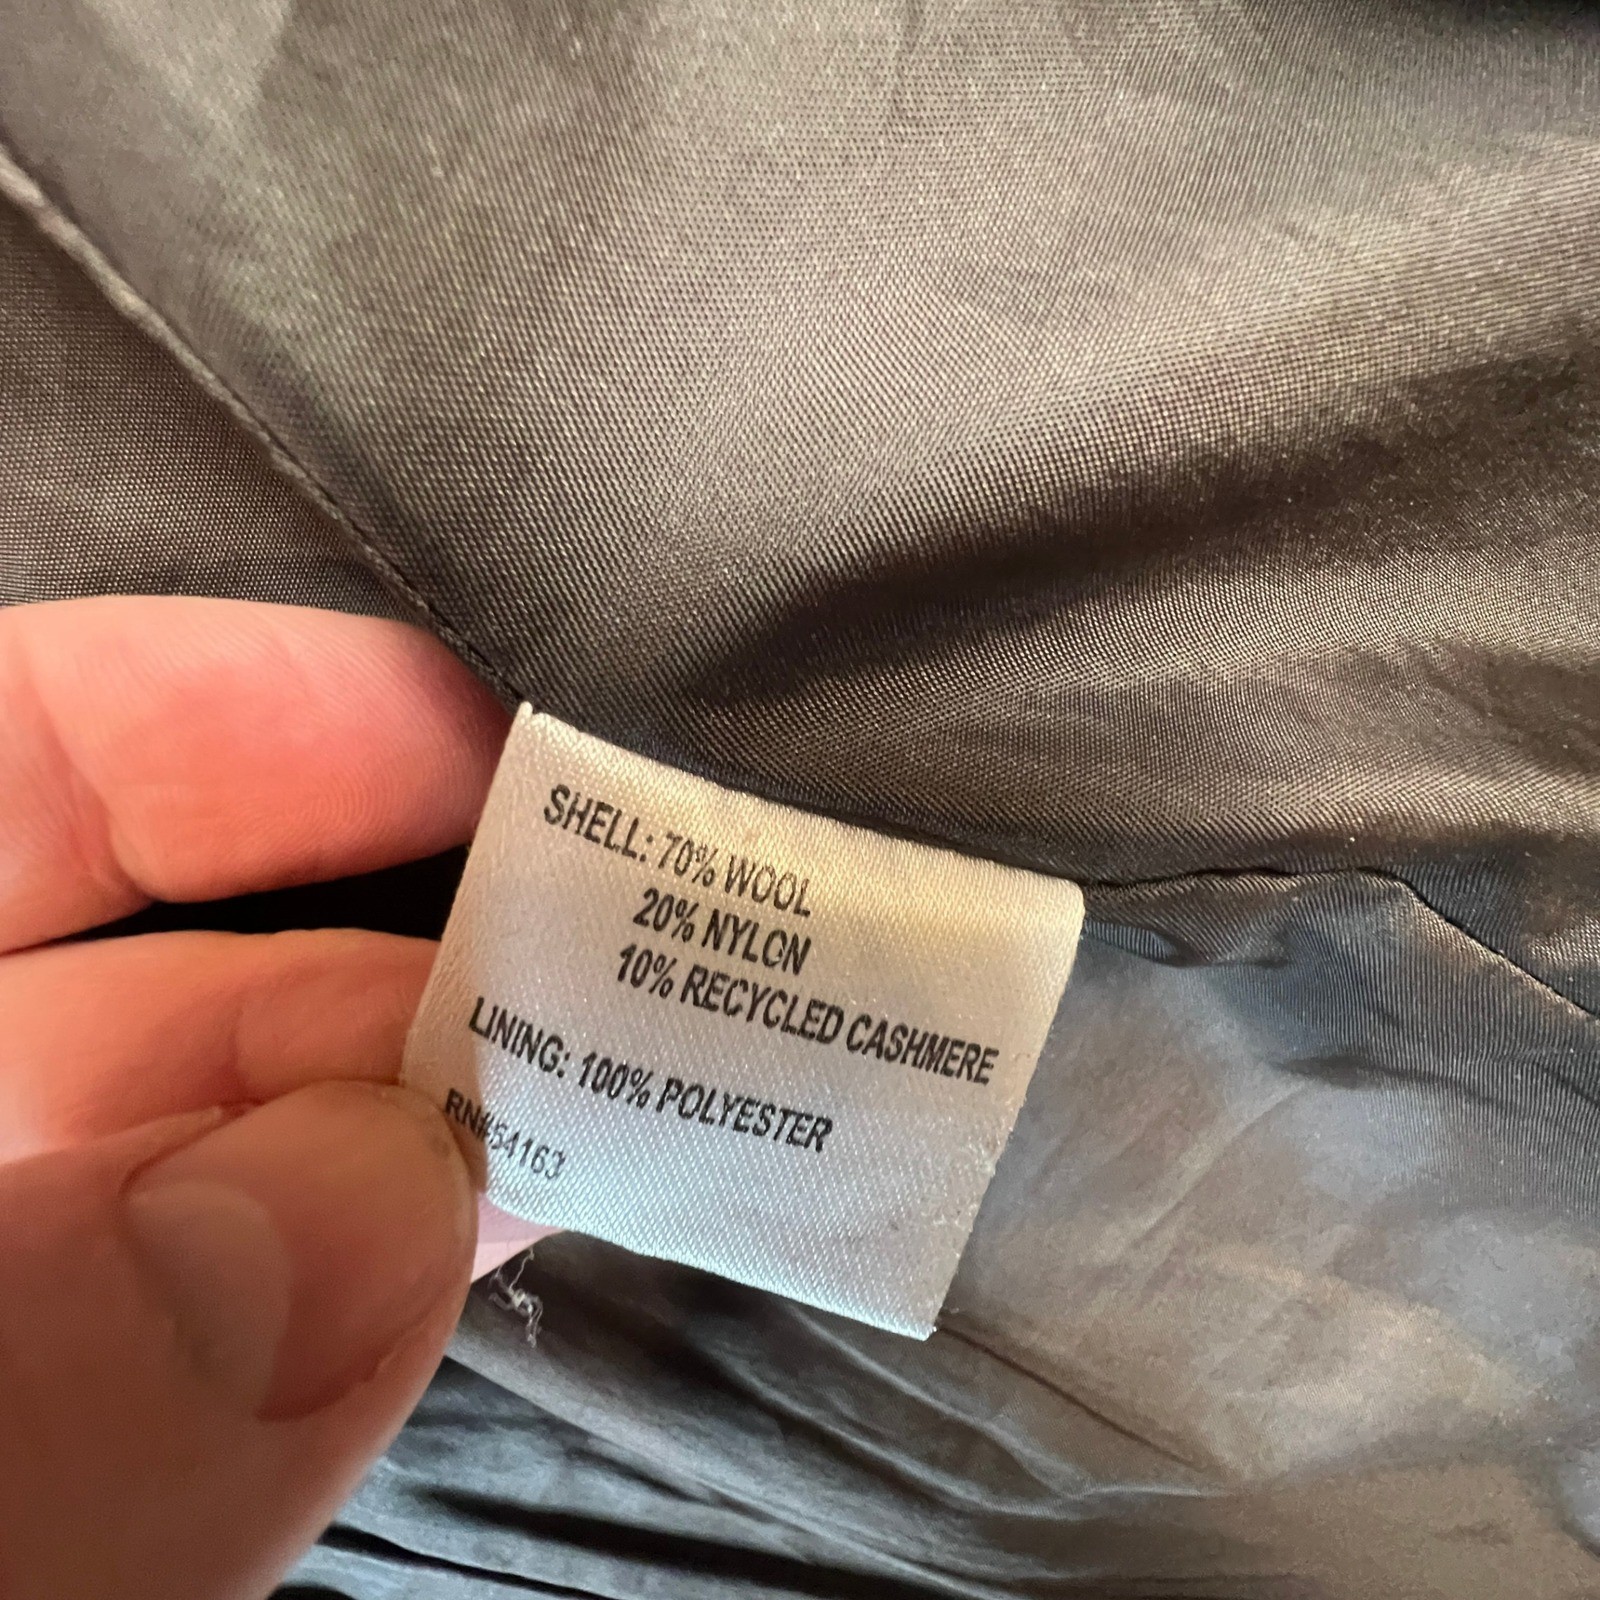 SHELL: 70% WOOL
20% NYLON
10% RECYCLED CASHMERE
LINING: 100% POLYESTER
RN#54163